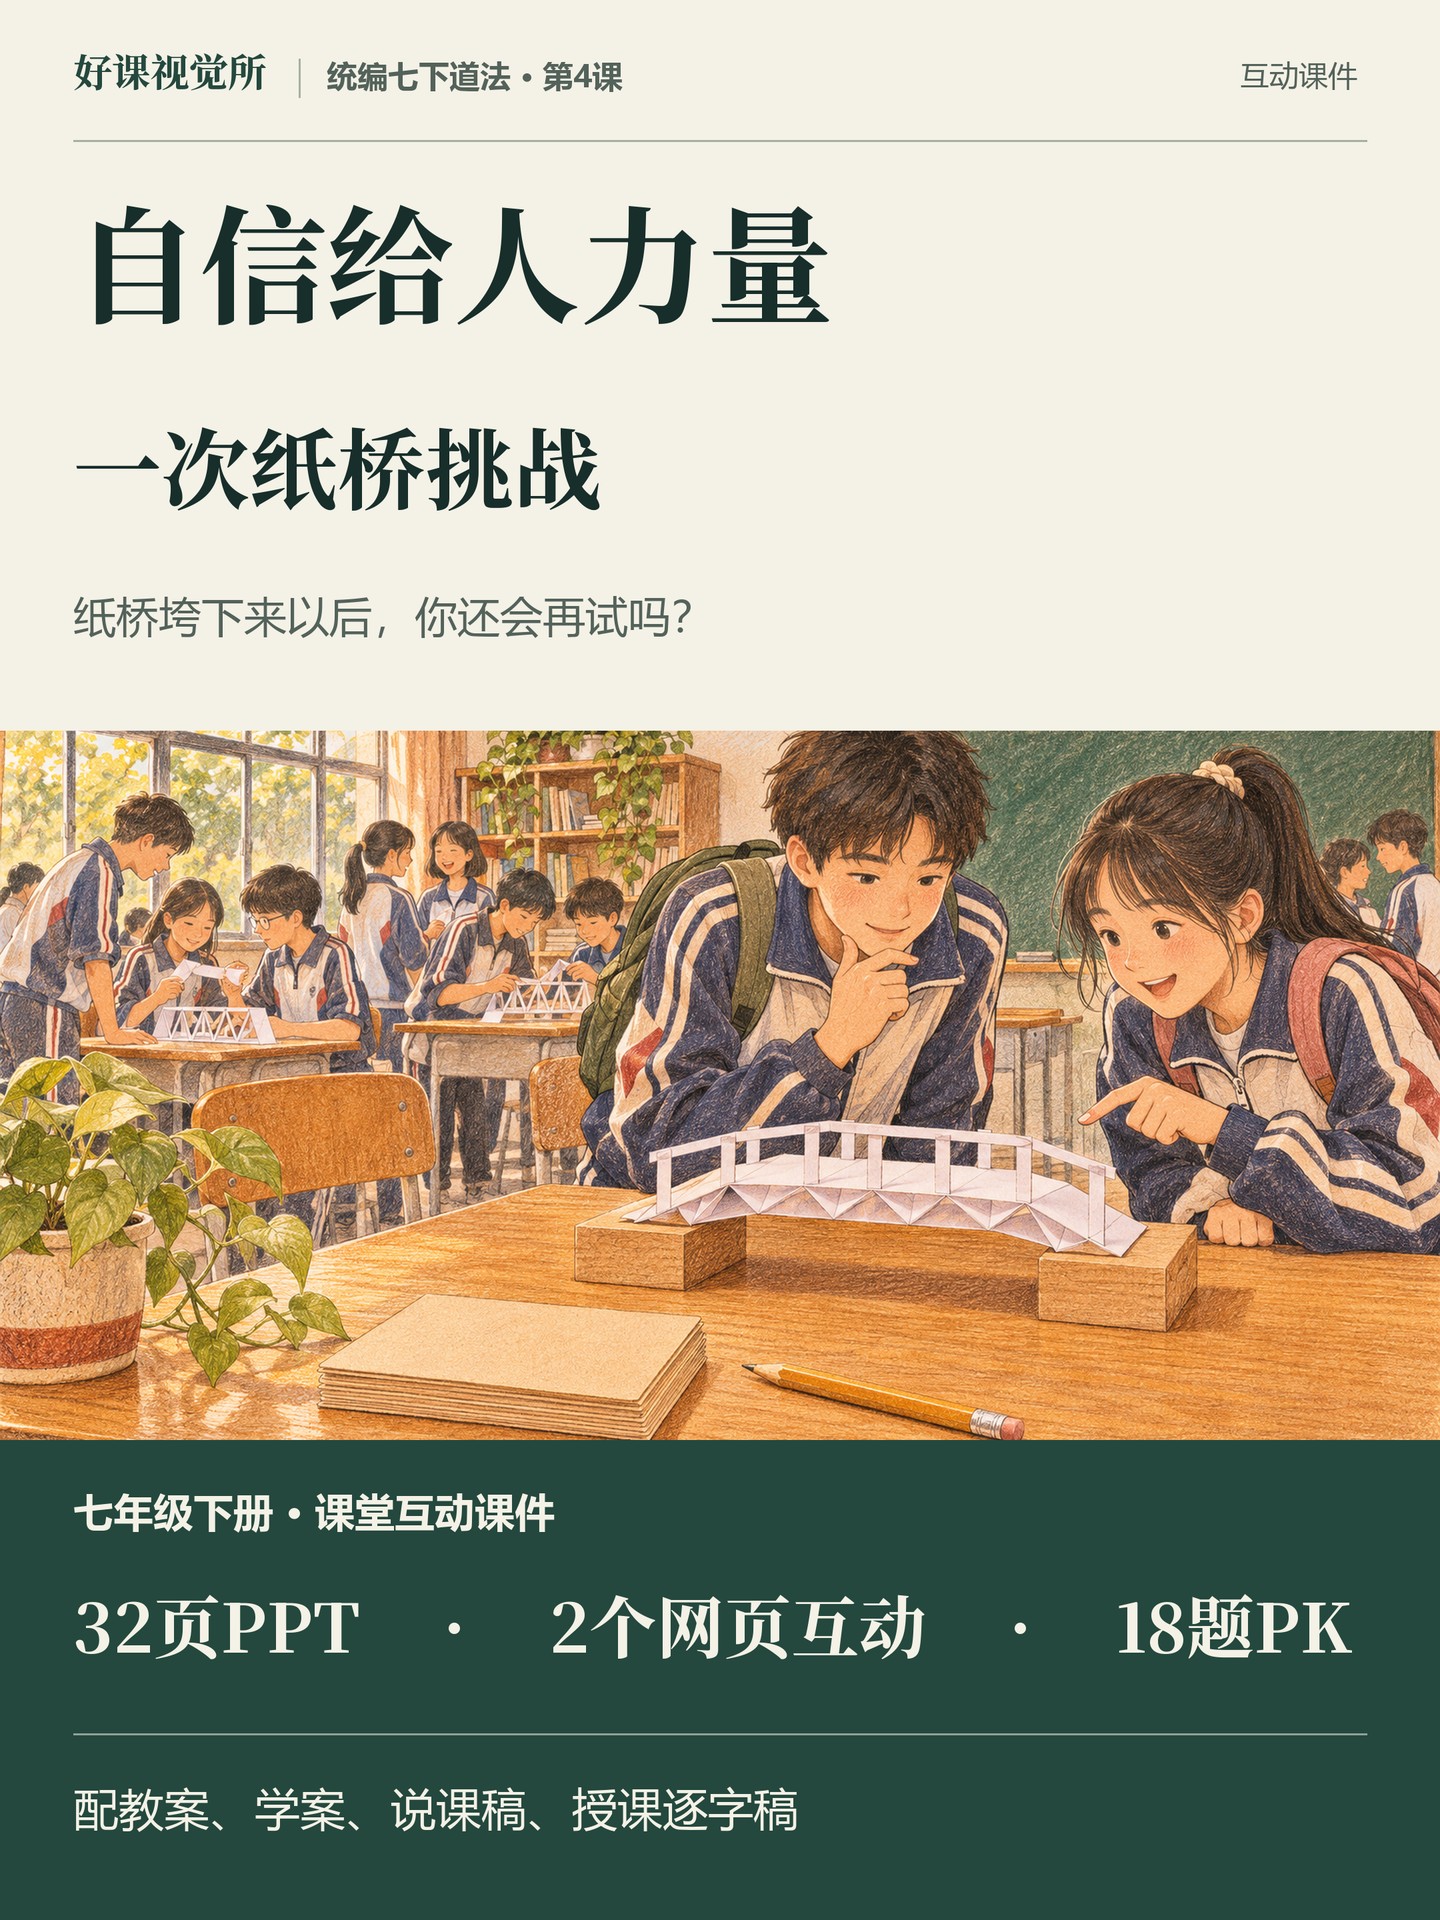 好课视觉所 统编七下道法·第4课 互动课件
自信给人力量
一次纸桥挑战
纸桥垮下来以后，你还会再试吗？
七年级下册·课堂互动课件
32页PPT · 2个网页互动 · 18题PK
配教案、学案、说课稿、授课逐字稿